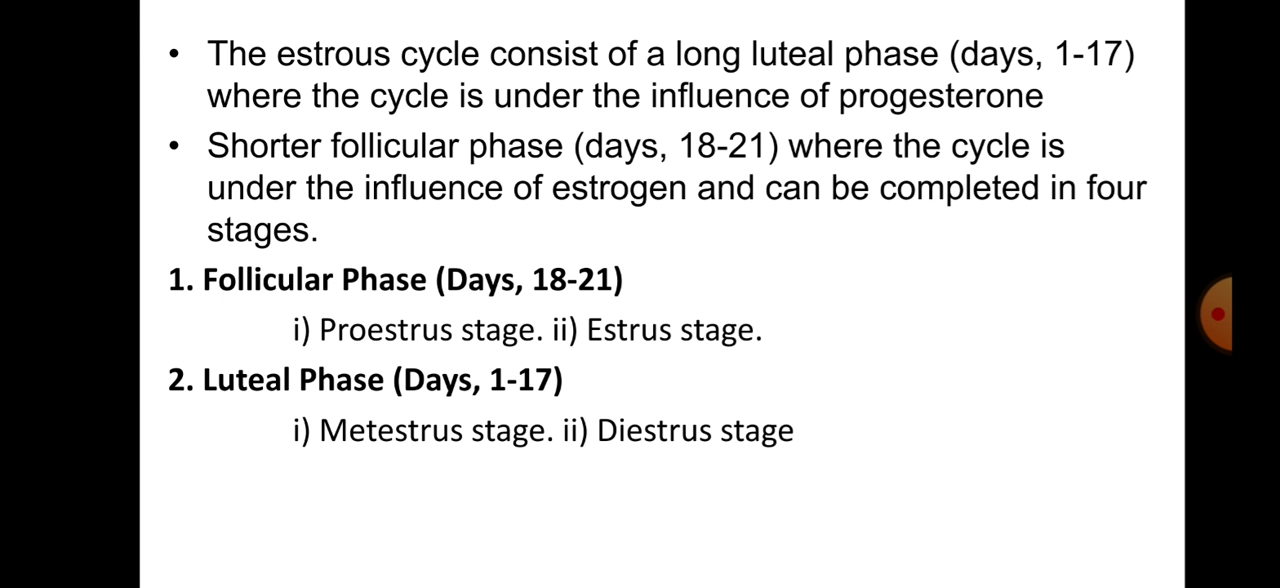 • The estrous cycle consist of a long luteal phase (days, 1-17)
where the cycle is under the influence of progesterone
• Shorter follicular phase (days, 18-21) where the cycle is
under the influence of estrogen and can be completed in four
stages.
1. Follicular Phase (Days, 18-21)
i) Proestrus stage. ii) Estrus stage.
2. Luteal Phase (Days, 1-17)
i) Metestrus stage. ii) Diestrus stage